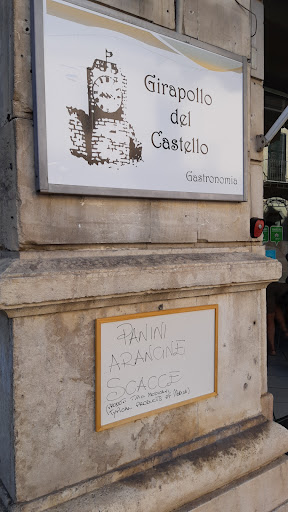 Girapollo
del
Castello
Gastronomia
PANINI
ARANCINE
SCACCE
TYPICAL PRODUCTS OF